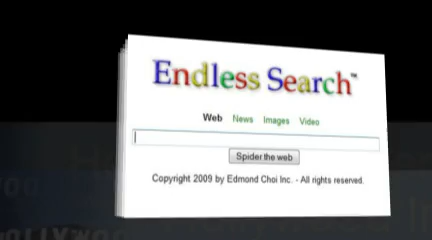 Endless Search™
Web News Images Video
Spider the web
Copyright 2009 by Edmond Choi Inc. - All rights reserved.